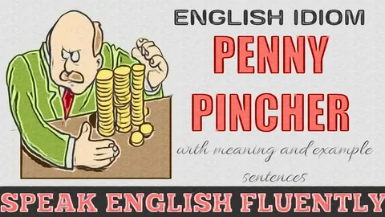 ENGLISH IDIOM
PENNY
PINCHER
with meaning and example
sentences
SPEAK ENGLISH FLUENTLY